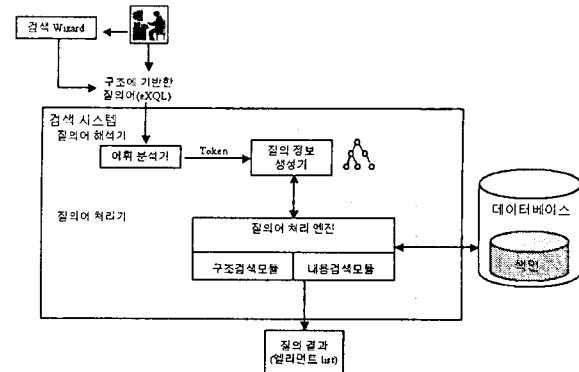 검색 Wizard
구조에 기반한
질의어(eXQL)
검색 시스템
질의어 해석기
어휘 분석기
Token
질의 정보
생성기
질의어 처리기
질의어 처리 엔진
구조검색모듈
내용검색모듈
데이터베이스
색인
질의 결과
(엘리먼트 list)